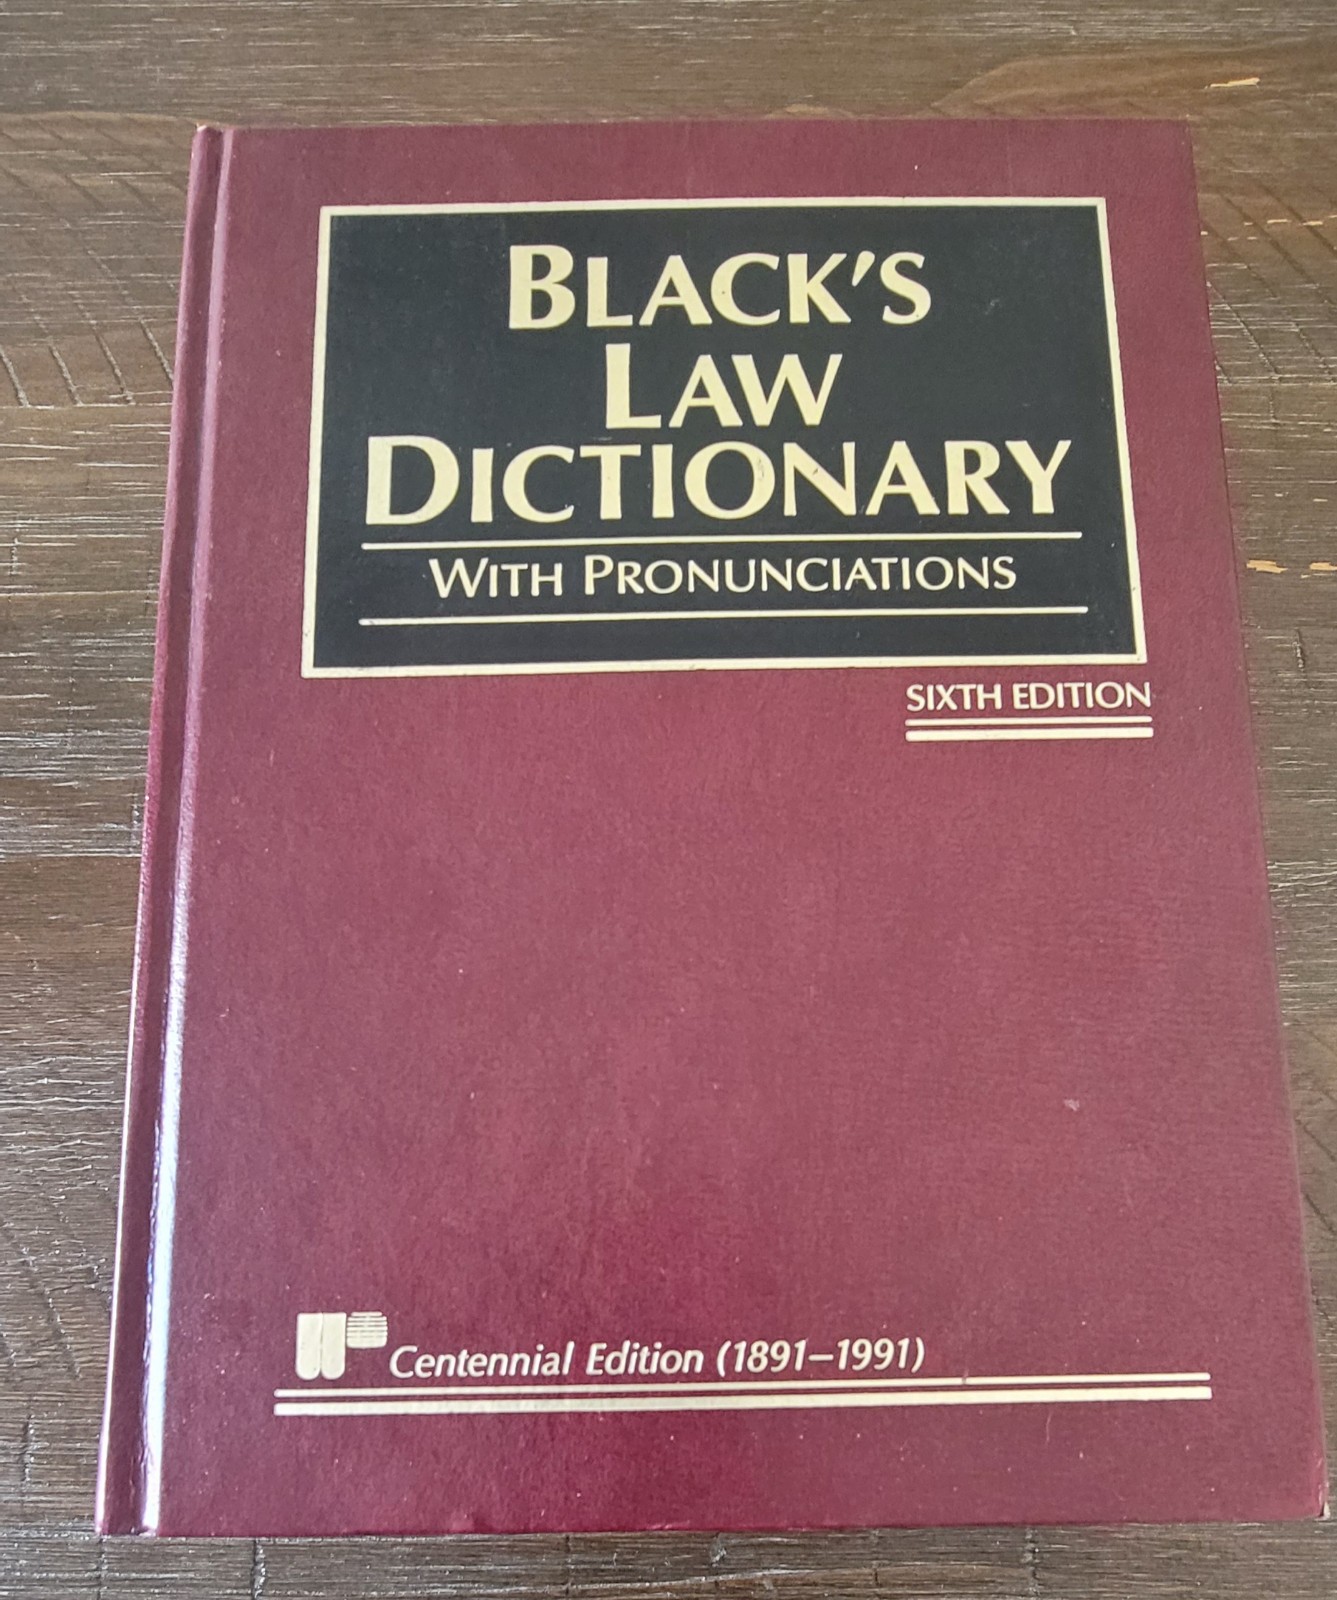 BLACK'S
LAW
DICTIONARY
WITH PRONUNCIATIONS
SIXTH EDITION
Centennial Edition (1891–1991)